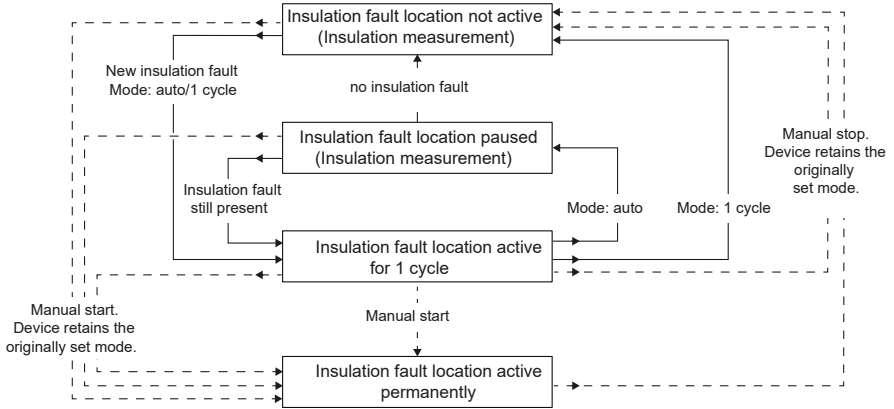 Insulation fault location not active
(Insulation measurement)
New insulation fault
Mode: auto/1 cycle
no insulation fault
Insulation fault location paused
(Insulation measurement)
Manual stop.
Device retains the
originally
set mode.
Insulation fault
still present
Mode: auto
Mode: 1 cycle
Insulation fault location active
for 1 cycle
Manual start.
Device retains the
originally set mode.
Manual start
Insulation fault location active
permanently